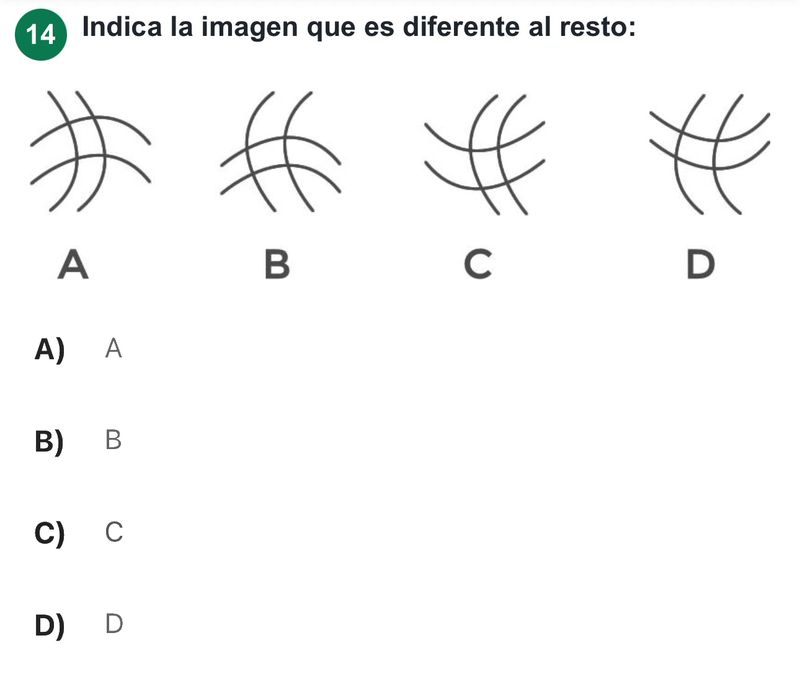 14 Indica la imagen que es diferente al resto:
A B C D
A) A
B) B
C) C
D) D